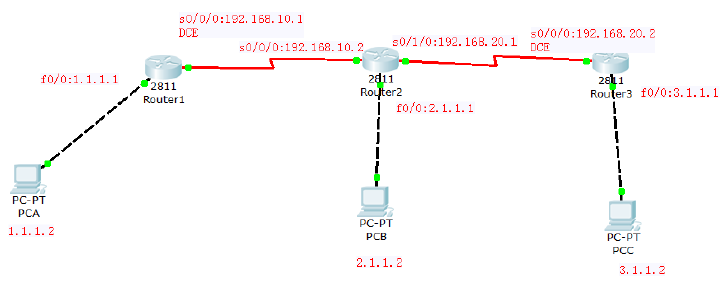 s0/0/0:192.168.10.1
DCE
s0/0/0:192.168.10.2
s0/1/0:192.168.20.1
s0/0/0:192.168.20.2
DCE
f0/0:1.1.1.1
2811
Router1
2811
Router2
2811
Router3
f0/0:2.1.1.1
f0/0:3.1.1.1
PC-PT
PCA
1.1.1.2
PC-PT
PCB
2.1.1.2
PC-PT
PCC
3.1.1.2